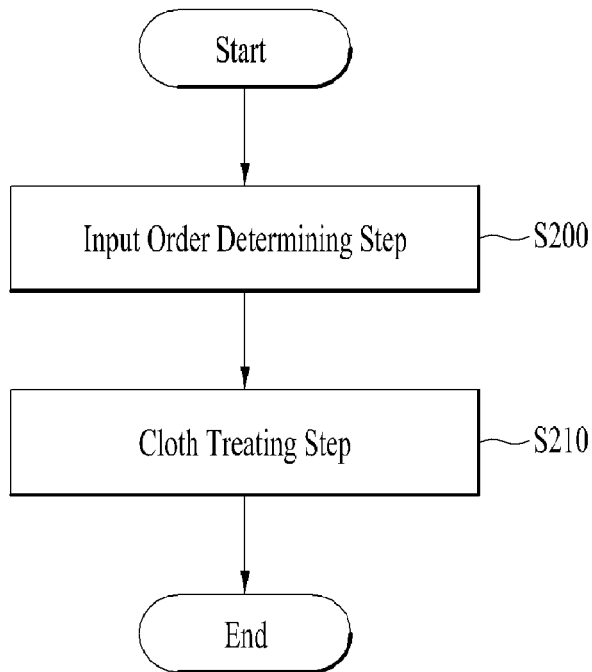 Start
Input Order Determining Step
S200
Cloth Treating Step
S210
End